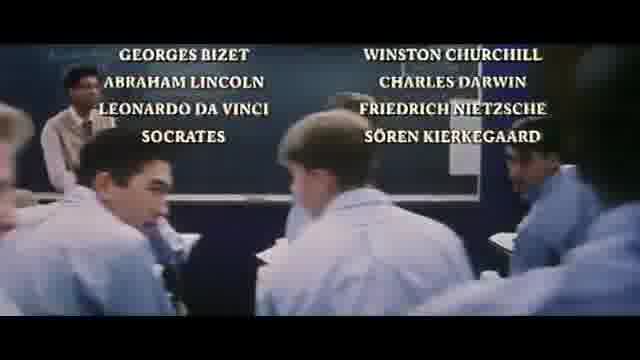 GEORGES BIZET
WINSTON CHURCHILL
ABRAHAM LINCOLN
CHARLES DARWIN
LEONARDO DA VINCI
FRIEDRICH NIETZSCHE
SOCRATES
SÖREN KIERKEGAARD